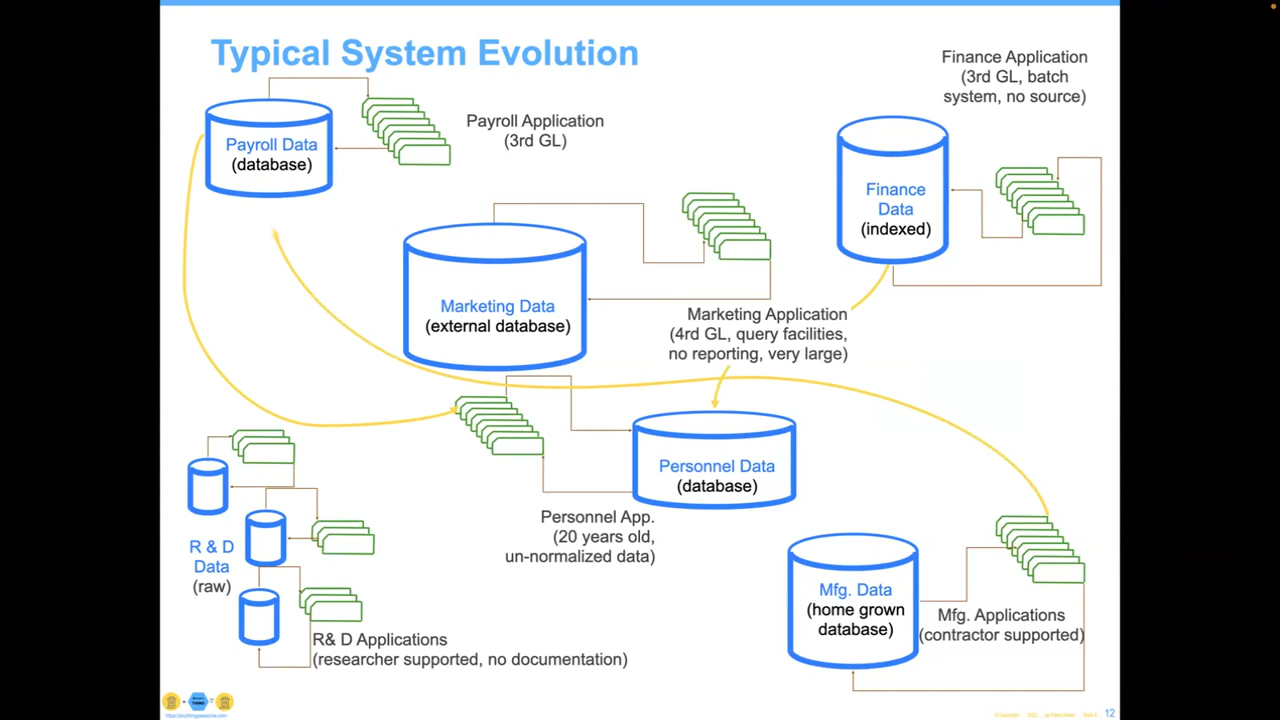 Typical System Evolution
Finance Application
(3rd GL, batch
system, no source)
Payroll Application
(3rd GL)
Payroll Data
(database)
Finance
Data
(indexed)
Marketing Data
(external database)
Marketing Application
(4rd GL, query facilities,
no reporting, very large)
Personnel Data
(database)
Personnel App.
(20 years old,
un-normalized data)
R & D
Data
(raw)
Mfg. Data
(home grown
database)
Mfg. Applications
(contractor supported)
R& D Applications
(researcher supported, no documentation)
12